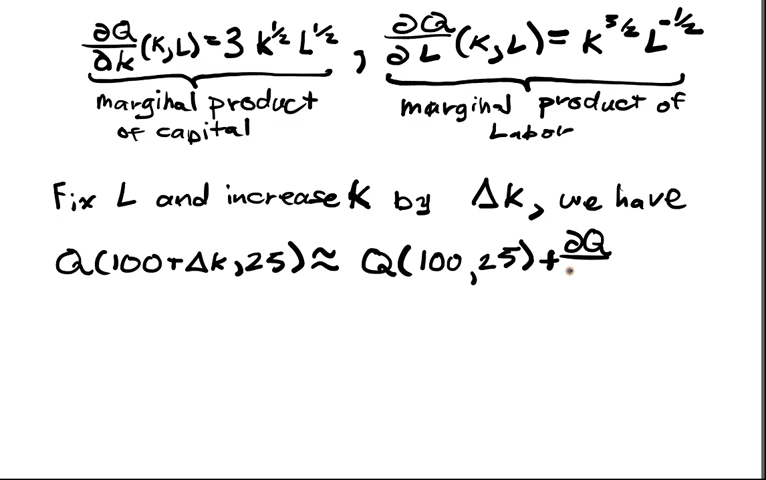 ∂Q/∂K (K,L) = 3 K^1/2 L^1/2 , ∂Q/∂L (K,L) = K^3/2 L^-1/2
marginal product of capital
marginal product of Labor
Fix L and increase K by ΔK, we have
Q(100+ΔK,25) ≈ Q(100,25) + ∂Q